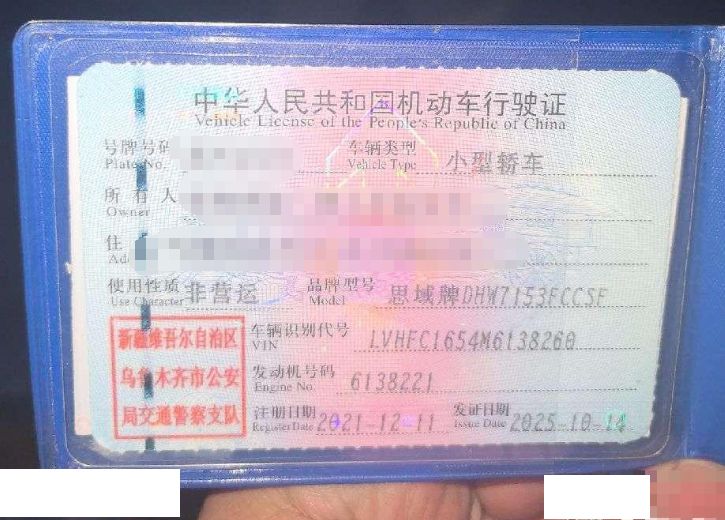 中华人民共和国机动车行驶证
Vehicle License of the People's Republic of China
号牌号码 车辆类型 小型轿车
Plate No. Vehicle Type
所有人
Owner
住
使用性质 非营运 品牌型号 思域牌DHW7153FCCSF
Use Character Model
新疆维吾尔自治区
乌鲁木齐市公安
局交通警察支队
车辆识别代号 LVHFC1654M6138260
VIN
发动机号码 6138221
Engine No.
注册日期 2021-12-11 发证日期 2025-10-14
Register Date Issue Date